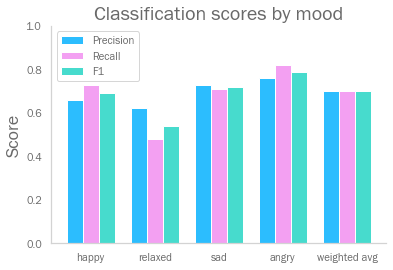 Classification scores by mood
1.0
0.8
0.6
0.4
0.2
0.0
Score
Precision
Recall
F1
happy relaxed sad angry weighted avg